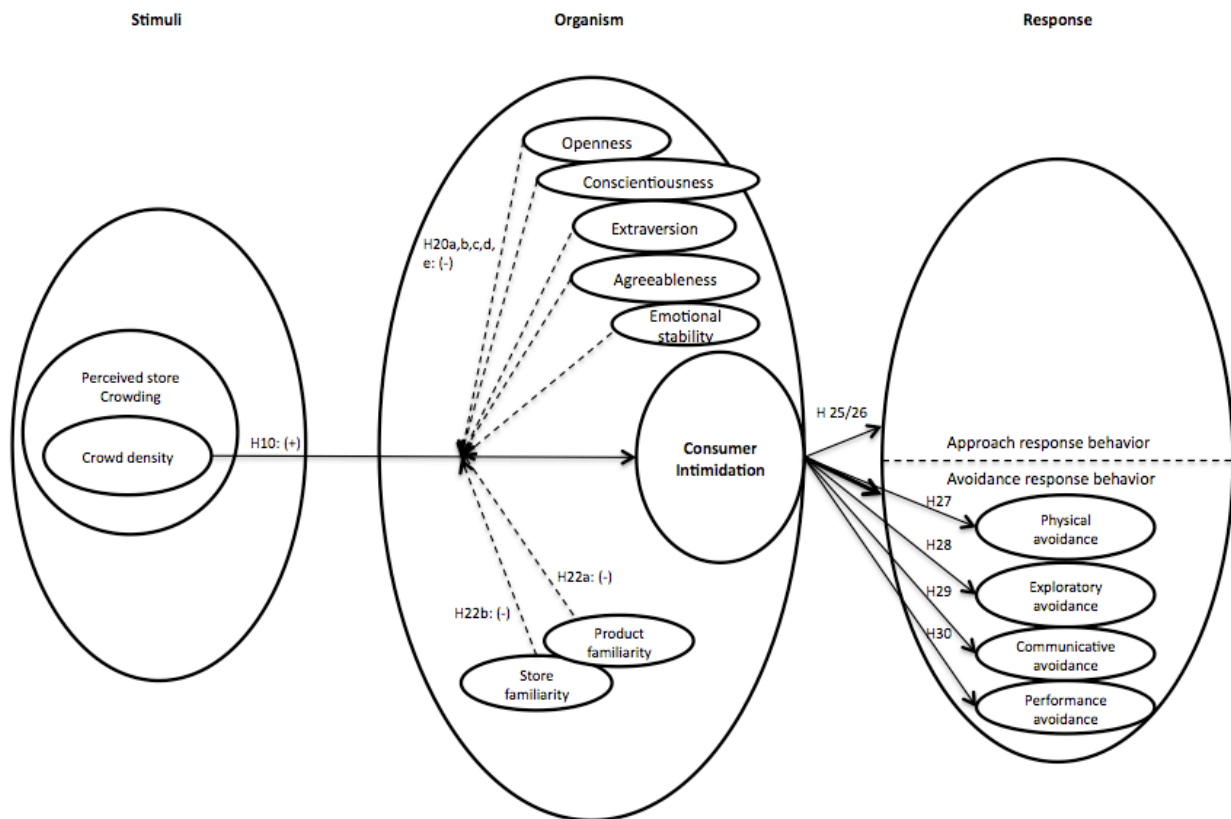 Stimuli
Organism
Response
Openness
Conscientiousness
Extraversion
H20a,b,c,d,
e: (-)
Agreeableness
Emotional
stability
Perceived store
Crowding
H10: (+)
Crowd density
Consumer
Intimidation
H 25/26
Approach response behavior
Avoidance response behavior
H27
Physical
avoidance
H28
Exploratory
avoidance
H29
Communicative
avoidance
H30
Performance
avoidance
H22a: (-)
H22b: (-)
Product
familiarity
Store
familiarity